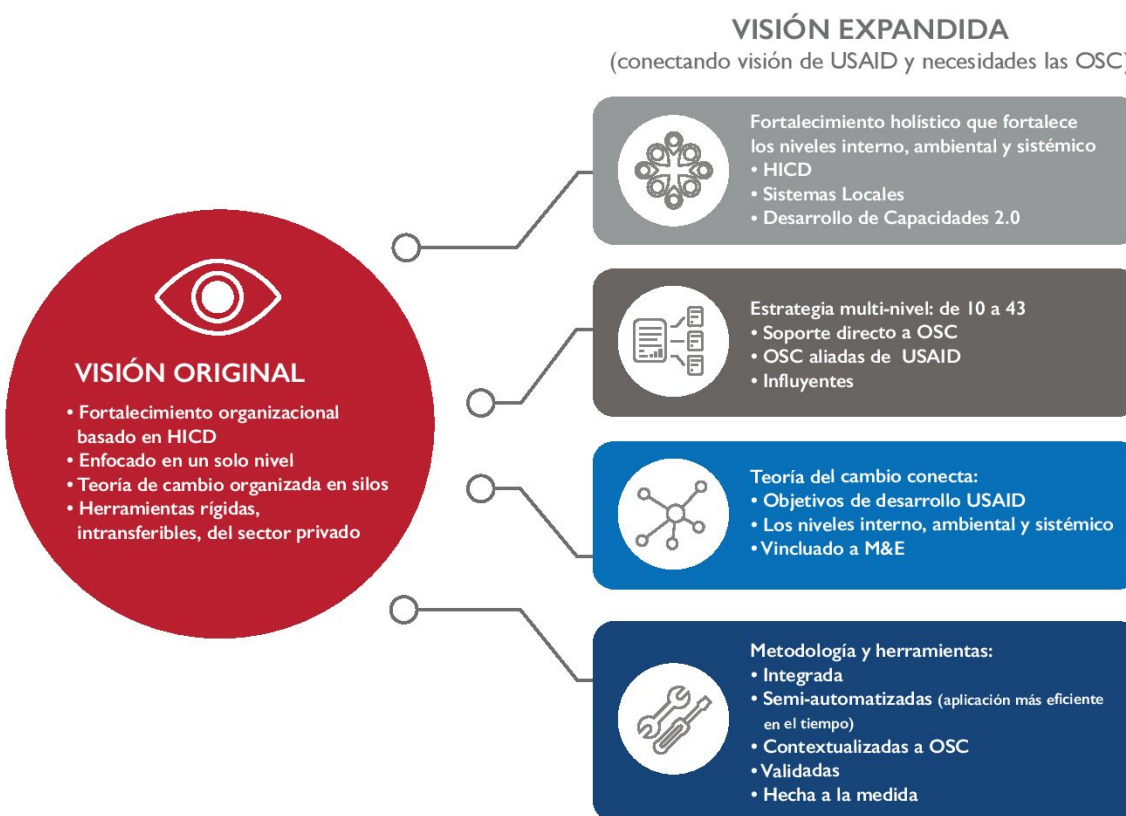 VISIÓN EXPANDIDA
(conectando visión de USAID y necesidades las OSC)
Fortalecimiento holístico que fortalece
los niveles interno, ambiental y sistémico
• HICD
• Sistemas Locales
• Desarrollo de Capacidades 2.0
Estrategia multi-nivel: de 10 a 43
• Soporte directo a OSC
• OSC aliadas de USAID
• Influyentes
VISIÓN ORIGINAL
• Fortalecimiento organizacional
basado en HICD
• Enfocado en un solo nivel
• Teoría de cambio organizada en silos
• Herramientas rígidas,
intransferibles, del sector privado
Teoría del cambio conecta:
• Objetivos de desarrollo USAID
• Los niveles interno, ambiental y sistémico
• Vincluado a M&E
Metodología y herramientas:
• Integrada
• Semi-automatizadas (aplicación más eficiente
en el tiempo)
• Contextualizadas a OSC
• Validadas
• Hecha a la medida